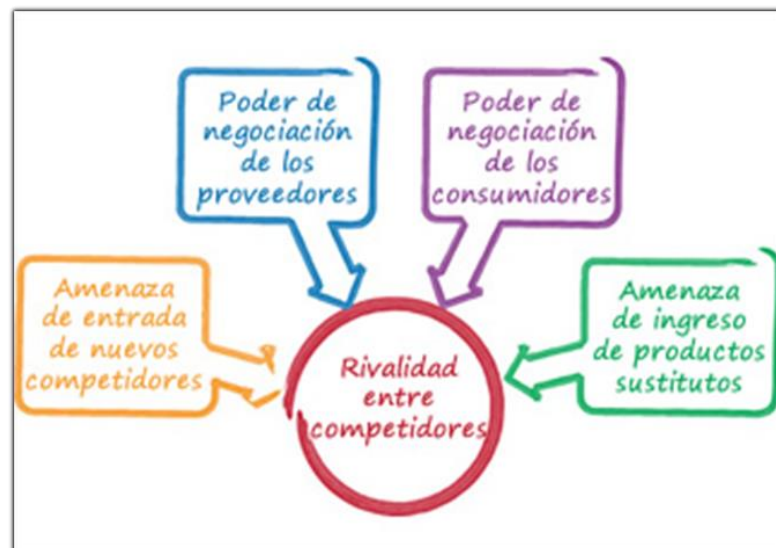 Poder de
negociación
de los
proveedores
Poder de
negociación
de los
consumidores
Amenaza
de entrada
de nuevos
competidores
Rivalidad
entre
competidores
Amenaza
de ingreso
de productos
sustitutos